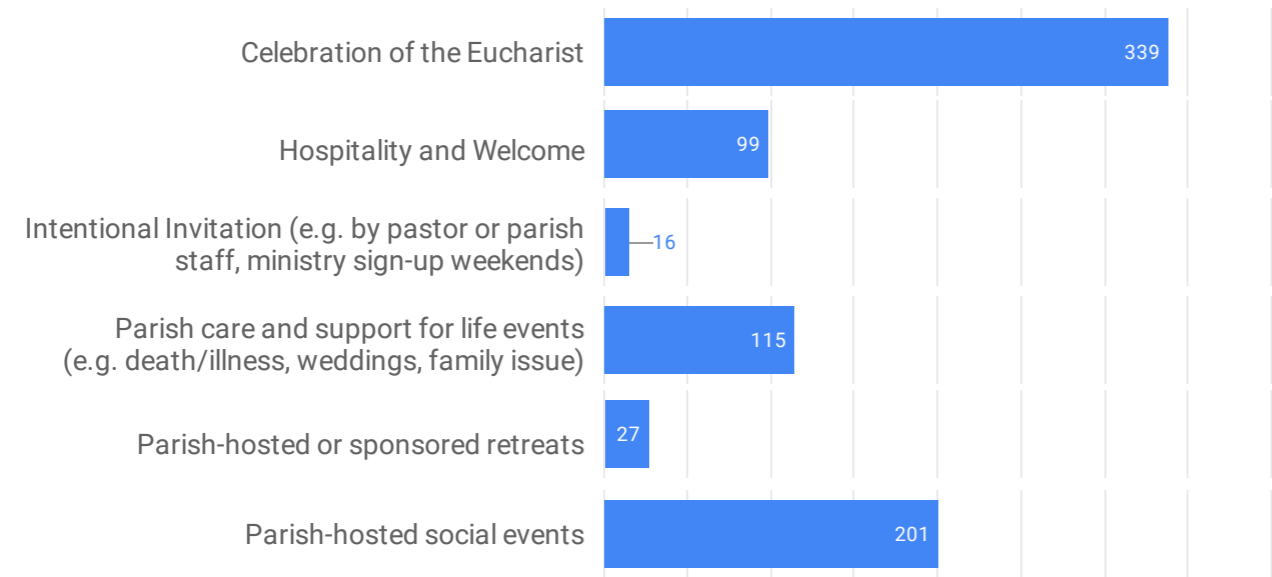 Celebration of the Eucharist
339
Hospitality and Welcome
99
Intentional Invitation (e.g. by pastor or parish
staff, ministry sign-up weekends)
16
Parish care and support for life events
(e.g. death/illness, weddings, family issue)
115
Parish-hosted or sponsored retreats
27
Parish-hosted social events
201